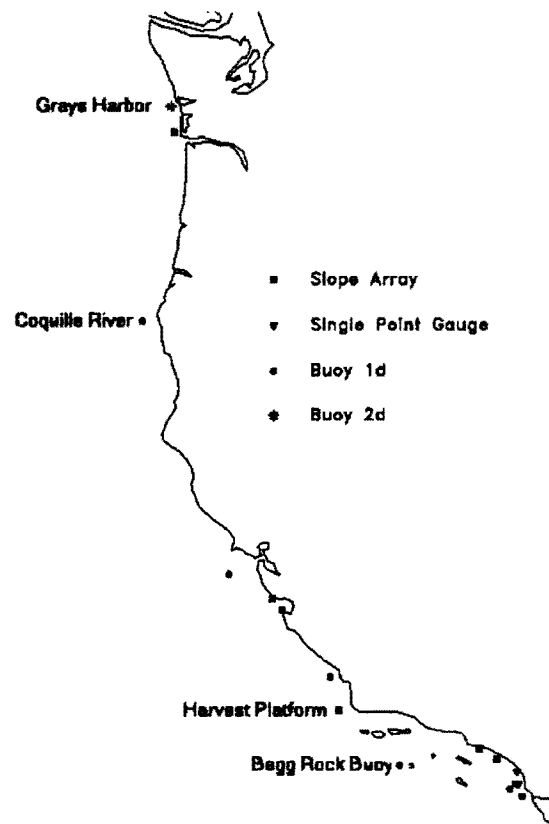 Grays Harbor
Slope Array
Coquille River
Single Point Gauge
Buoy 1d
Buoy 2d
Harvest Platform
Begg Rock Buoy